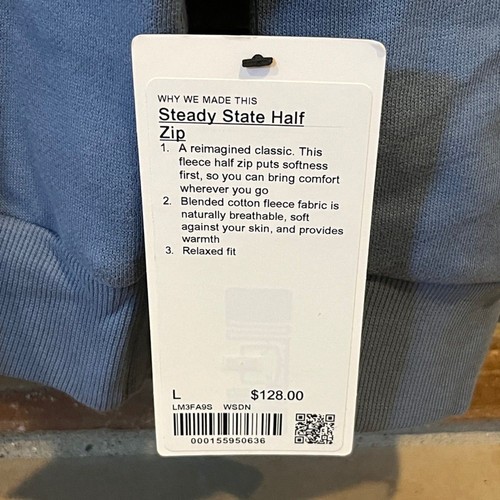 WHY WE MADE THIS
Steady State Half
Zip
1. A reimagined classic. This
fleece half zip puts softness
first, so you can bring comfort
wherever you go
2. Blended cotton fleece fabric is
naturally breathable, soft
against your skin, and provides
warmth
3. Relaxed fit
L $128.00
LM3FA9S WSDN
000155950636